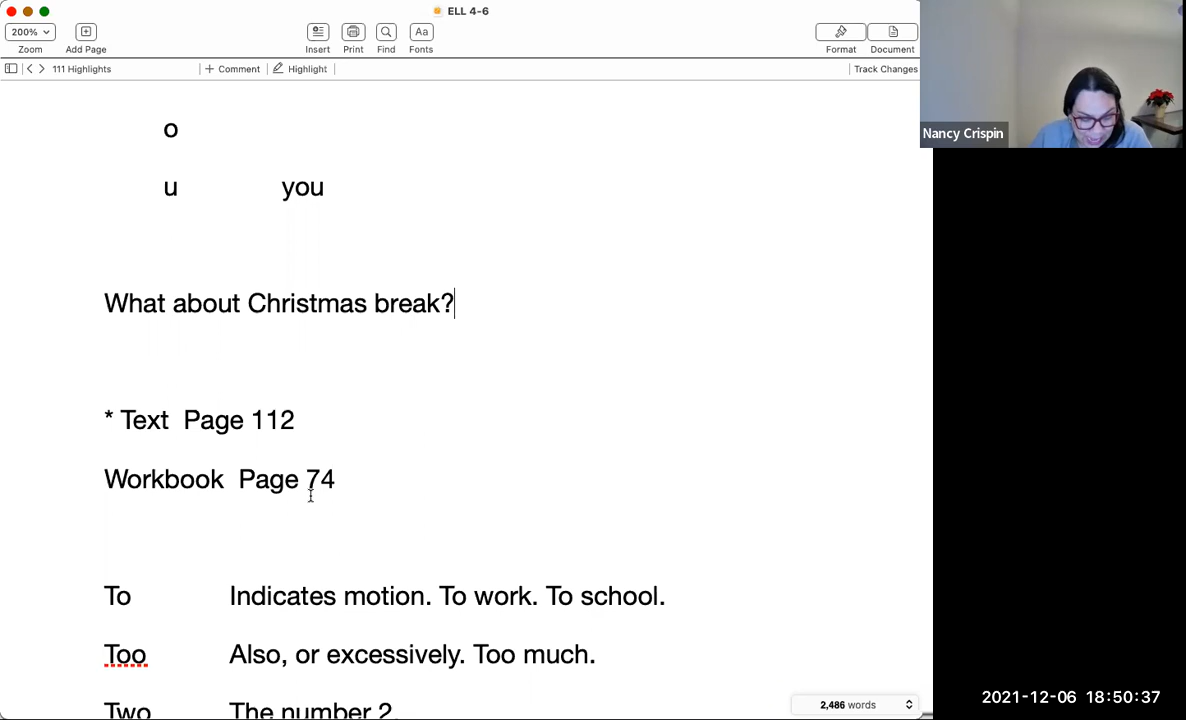 ELL 4-6
200%
Zoom
Add Page
Insert
Print
Find
Fonts
Format
Document
111 Highlights
Comment
Highlight
Track Changes
Nancy Crispin
o
u you
What about Christmas break?
* Text Page 112
Workbook Page 74
To Indicates motion. To work. To school.
Too Also, or excessively. Too much.
Two The number 2.
2,486 words
2021-12-06 18:50:37